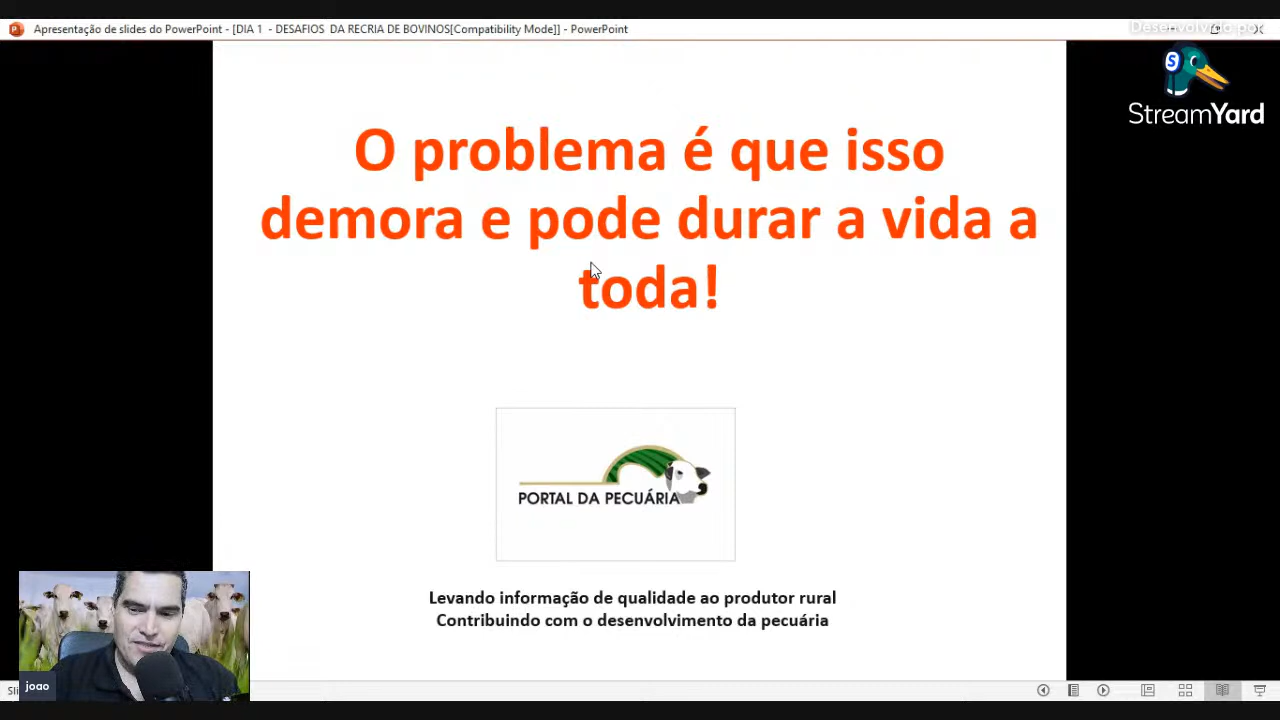 Apresentação de slides do PowerPoint - [DIA 1 - DESAFIOS DA RECRIA DE BOVINOS[Compatibility Mode]] - PowerPoint
Desenvolvido por
StreamYard
O problema é que isso
demora e pode durar a vida a
toda!
PORTAL DA PECUÁRIA
Levando informação de qualidade ao produtor rural
Contribuindo com o desenvolvimento da pecuária
joao